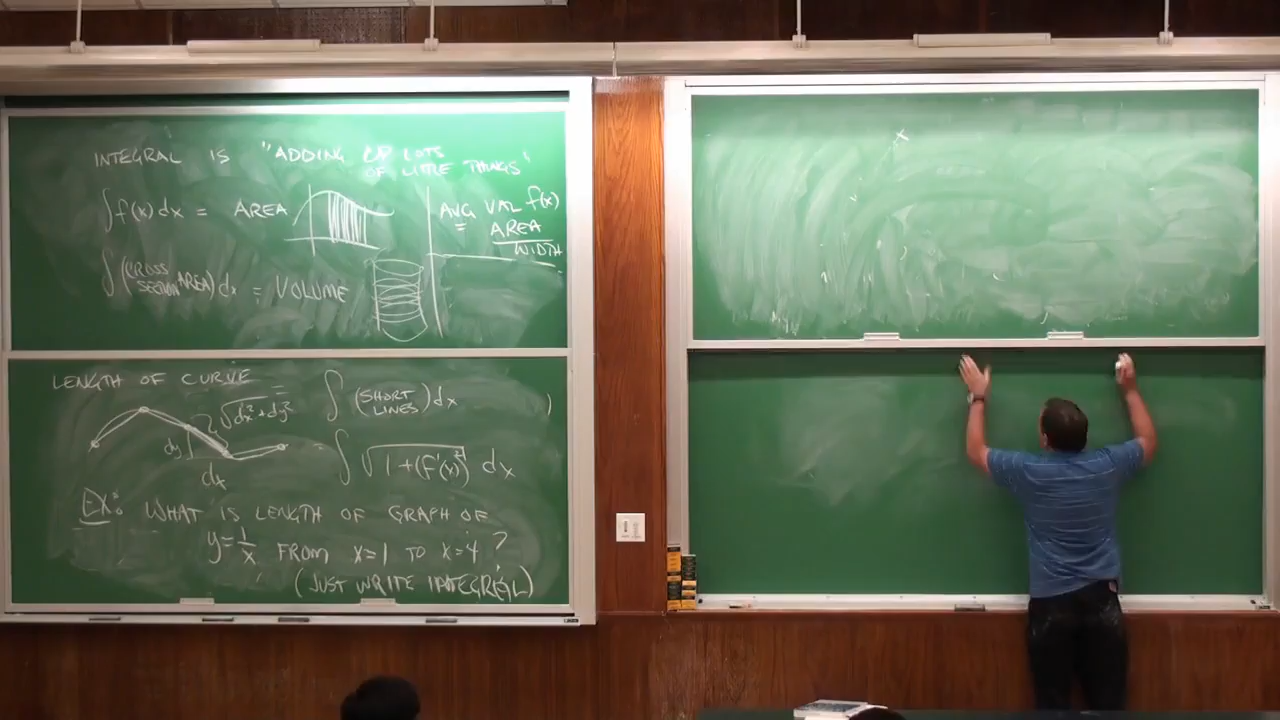 INTEGRAL IS "ADDING UP LOTS
OF LITTLE THINGS"
∫f(x)dx = AREA
AVG VAL f(x)
= AREA
WIDTH
∫(CROSS SECTION AREA)dx = VOLUME
LENGTH OF CURVE =
∫(SHORT LINES)dx
√dx²+dy²
dy
dx
∫√1+(f'(x))² dx
EX: WHAT IS LENGTH OF GRAPH OF
y=1/x FROM x=1 TO x=4?
(JUST WRITE INTEGRAL)